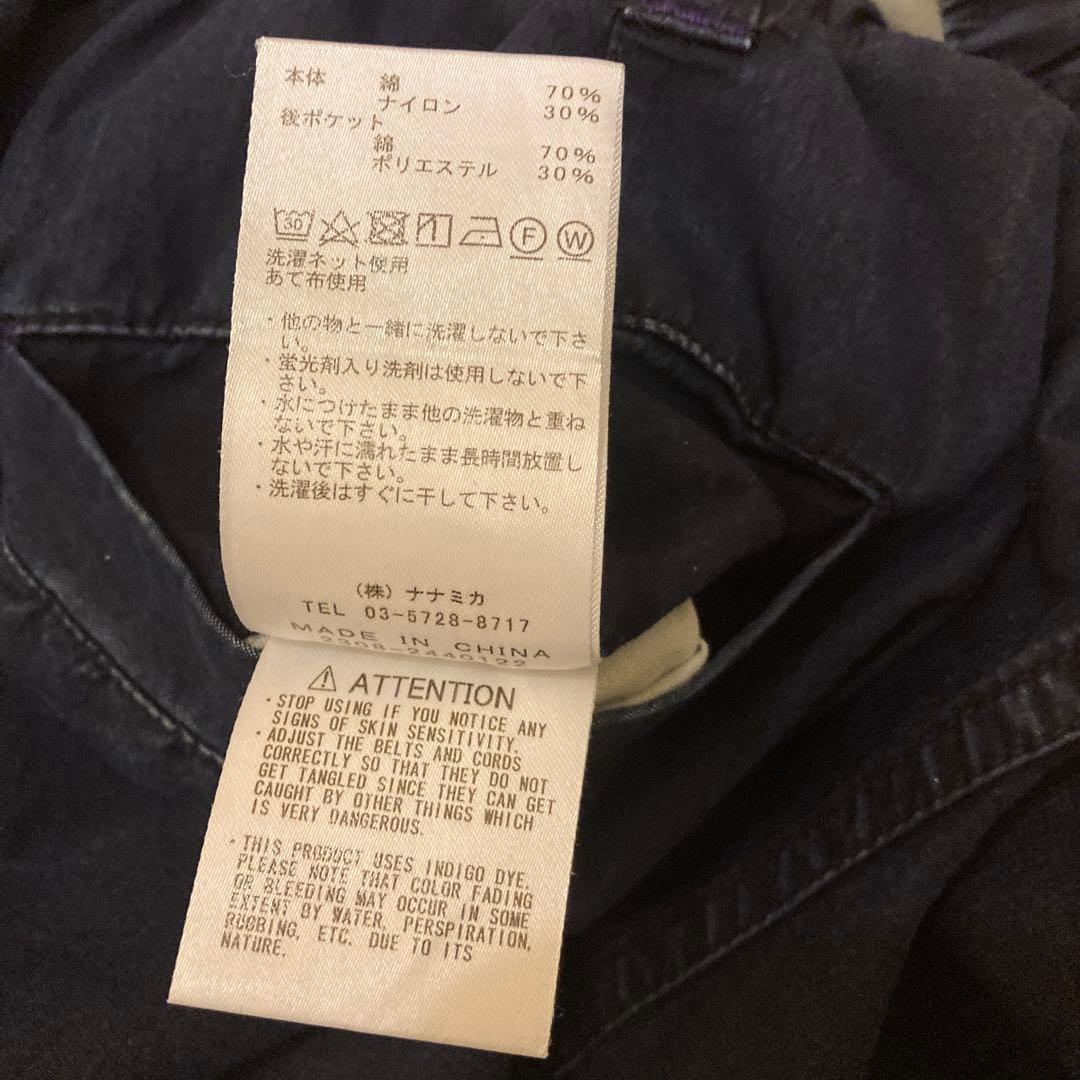 本体 綿 70%
ナイロン 30%
後ポケット
綿 70%
ポリエステル 30%
30 F W
洗濯ネット使用
あて布使用
・他の物と一緒に洗濯しないで下さ
い。
・蛍光剤入り洗剤は使用しないで下
さい。
・水につけたまま他の洗濯物と重ね
ないで下さい。
・水や汗に濡れたまま長時間放置し
ないで下さい。
・洗濯後はすぐに干して下さい。
(株) ナナミカ
TEL 03-5728-8717
MADE IN CHINA
2308-2440122
⚠ ATTENTION
・STOP USING IF YOU NOTICE ANY
SIGNS OF SKIN SENSITIVITY.
・ADJUST THE BELTS AND CORDS
CORRECTLY SO THAT THEY DO NOT
GET TANGLED SINCE THEY CAN GET
CAUGHT BY OTHER THINGS WHICH
IS VERY DANGEROUS.
・THIS PRODUCT USES INDIGO DYE.
PLEASE NOTE THAT COLOR FADING
OR BLEEDING MAY OCCUR IN SOME
EXTENT BY WATER, PERSPIRATION,
RUBBING, ETC. DUE TO ITS
NATURE.